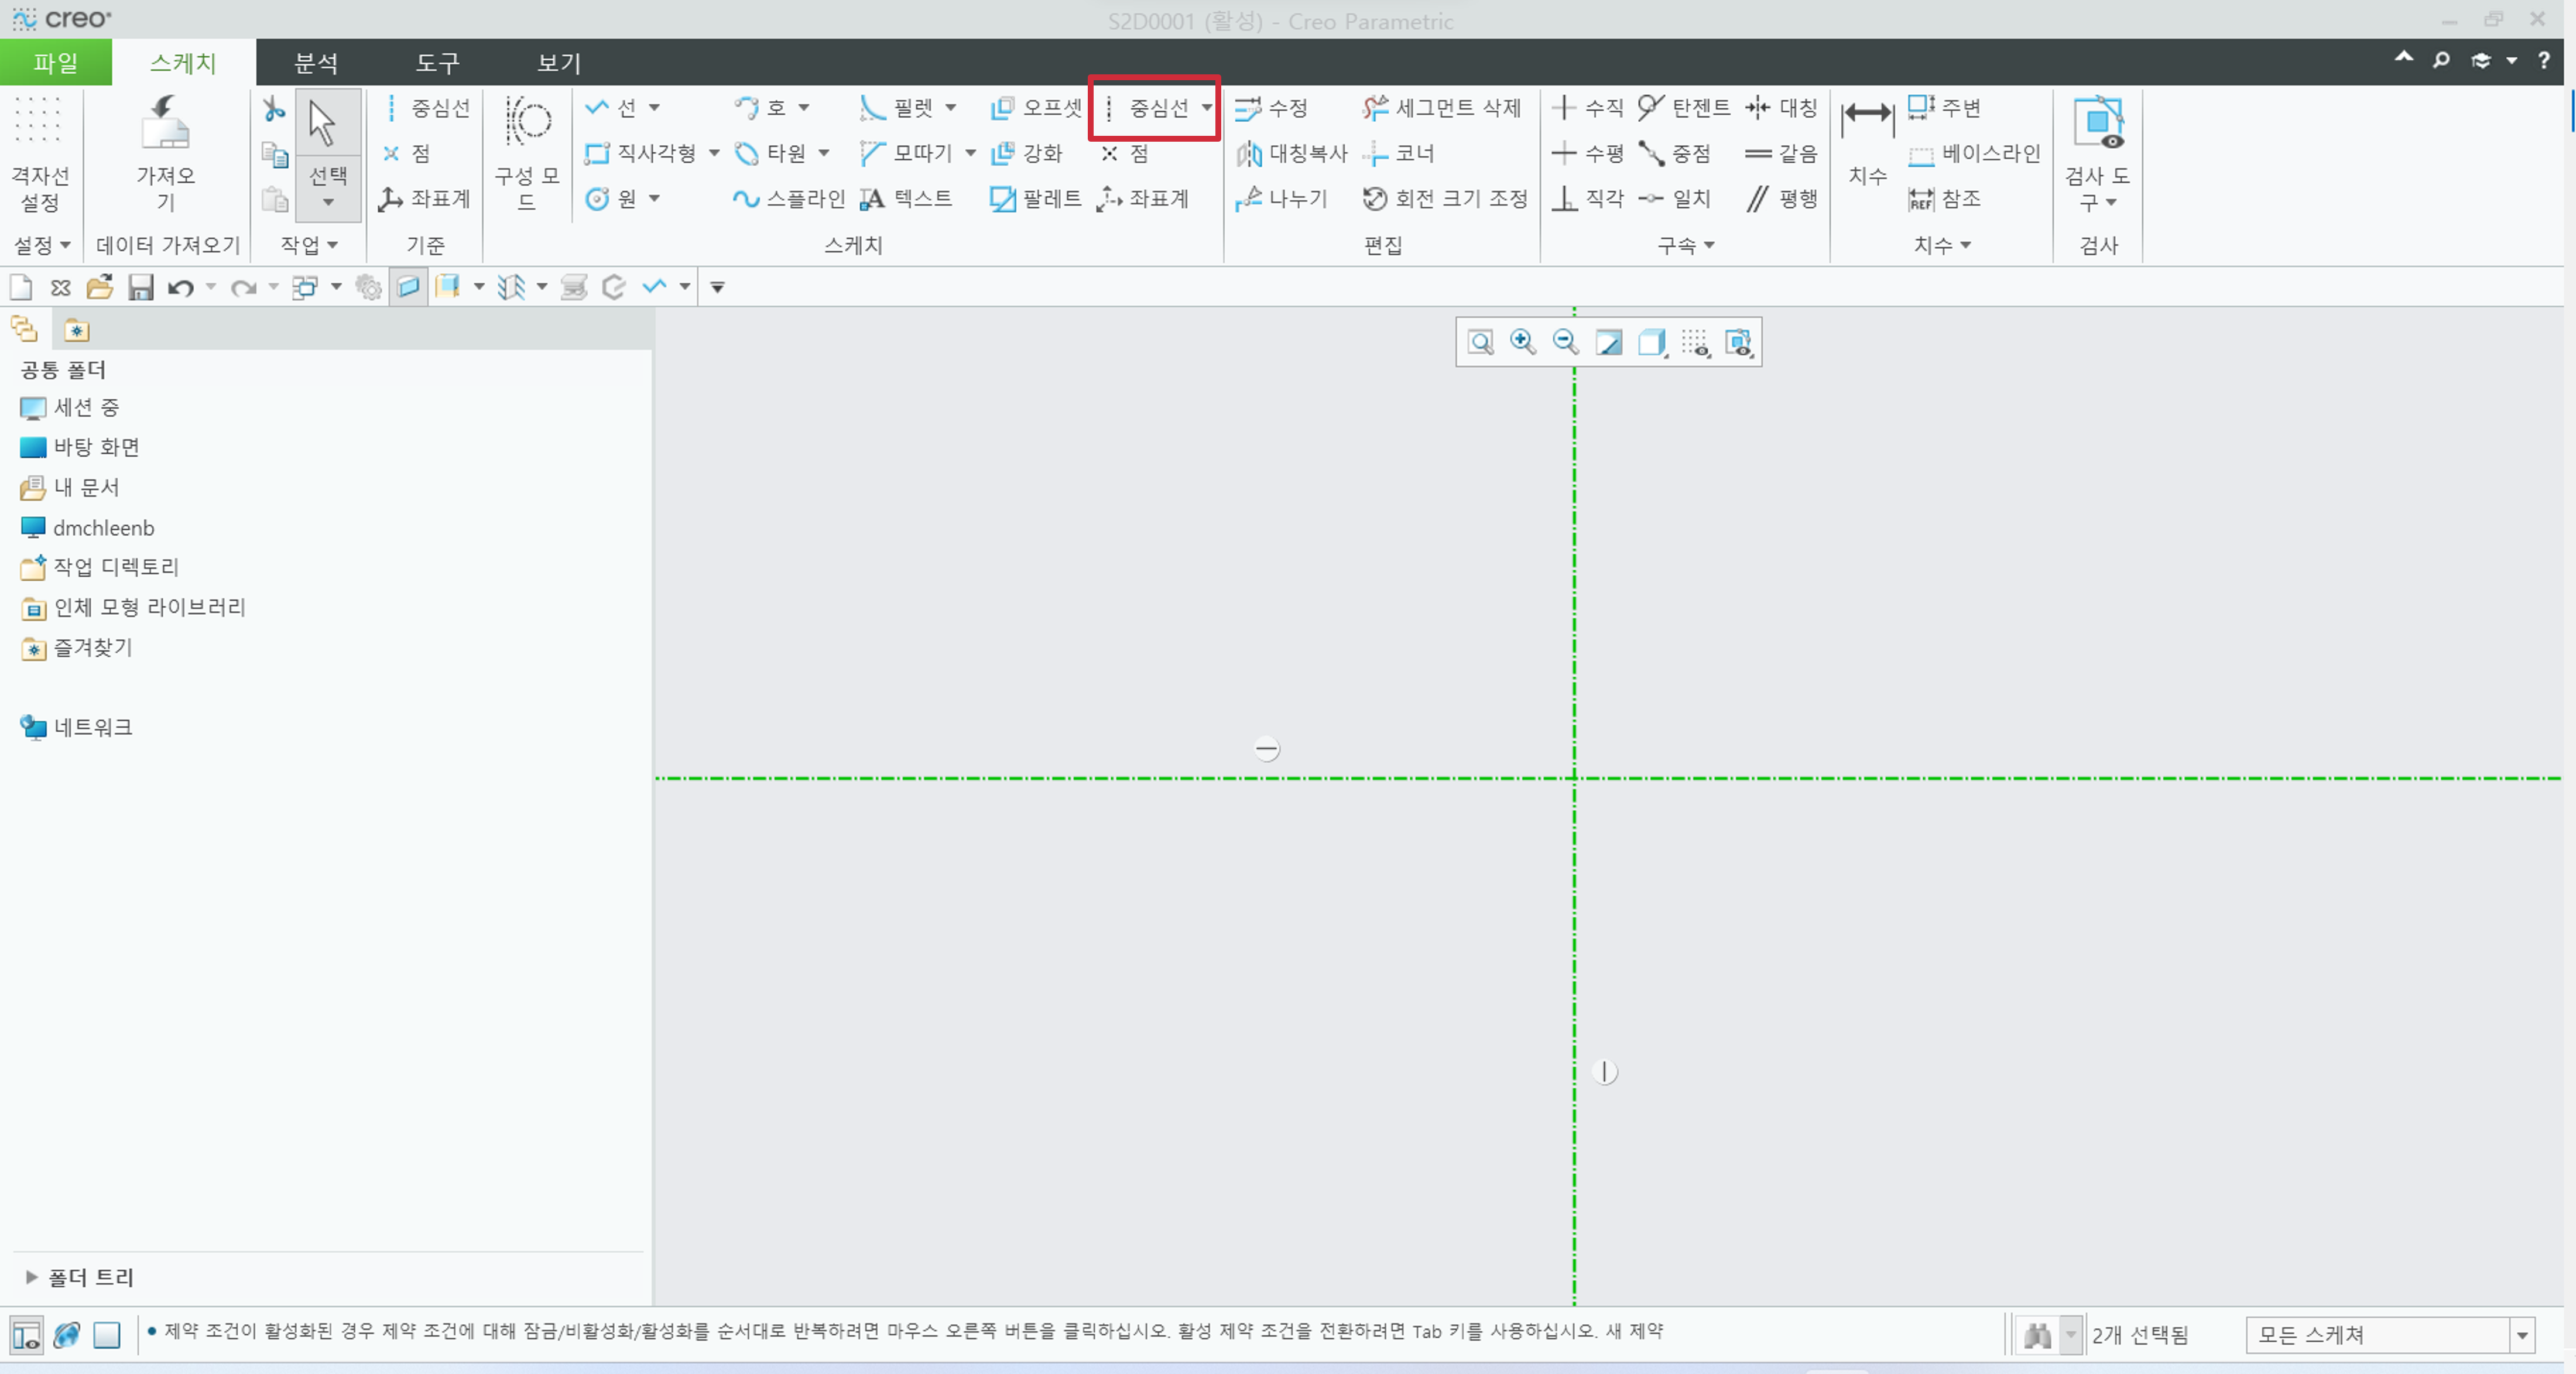 creo
S2D0001 (활성) - Creo Parametric
파일 스케치 분석 도구 보기
?
중심선 선 호 필렛 오프셋 중심선 수정 세그먼트 삭제 수직 탄젠트 대칭 주변
점 직사각형 타원 모따기 강화 점 대칭복사 코너 수평 중점 같음 베이스라인
격자선 설정 가져오기 선택 좌표계 구성 모드 원 스플라인 텍스트 팔레트 좌표계 나누기 회전 크기 조정 직각 일치 평행 치수 REF 참조 검사 도구
설정 데이터 가져오기 작업 기준 스케치 편집 구속 치수 검사
공통 폴더
세션 중
바탕 화면
내 문서
dmchleenb
작업 디렉토리
인체 모형 라이브러리
즐겨찾기
네트워크
폴더 트리
• 제약 조건이 활성화된 경우 제약 조건에 대해 잠금/비활성화/활성화를 순서대로 반복하려면 마우스 오른쪽 버튼을 클릭하십시오. 활성 제약 조건을 전환하려면 Tab 키를 사용하십시오. 새 제약
2개 선택됨
모든 스케쳐